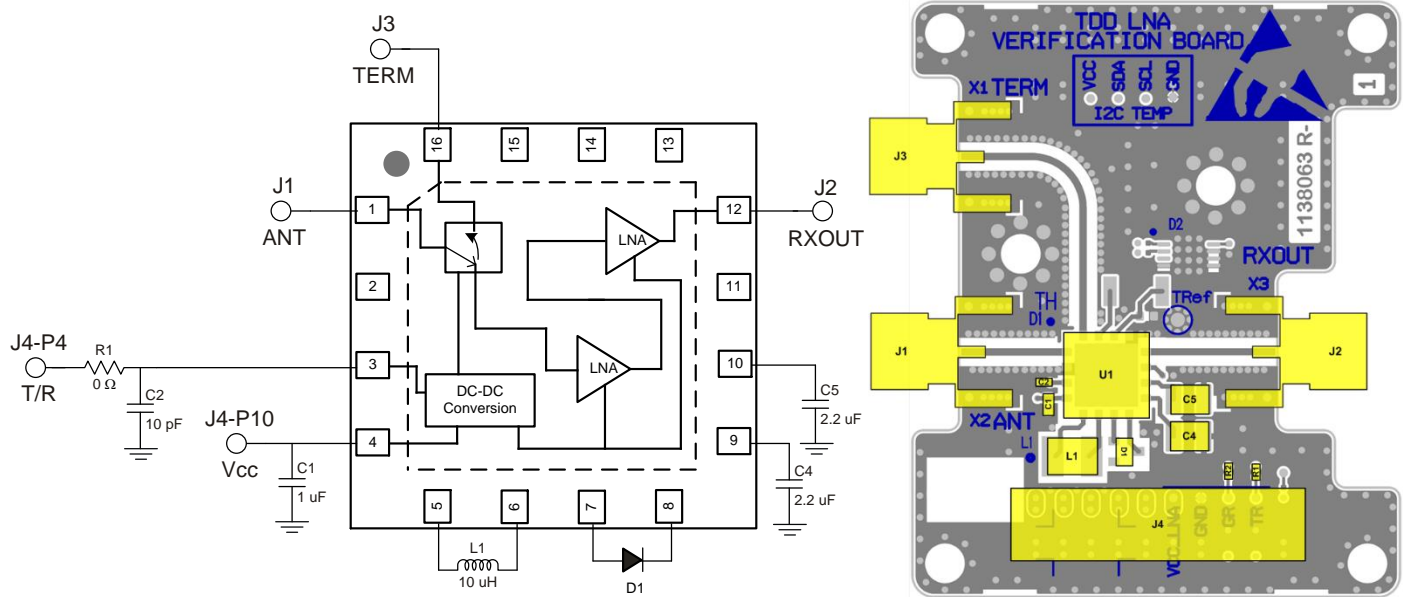 J3
TERM
16
15
14
13
J1
ANT
1
12
J2
RXOUT
LNA
2
11
J4-P4
T/R
R1
0 Ω
C2
10 pF
3
LNA
10
C5
2.2 uF
DC-DC
Conversion
J4-P10
Vcc
C1
1 uF
4
9
C4
2.2 uF
5
6
7
8
L1
10 uH
D1
TDD LNA
VERIFICATION BOARD
VCC
SDA
SCL
GND
I2C TEMP
1
X1 TERM
J3
11138063 R-
D2
RXOUT
X3
TH
D1
TRef
J1
U1
J2
C2
C1
C5
C4
X2 ANT
L1
L1
D1
R2
R1
J4
VCC_LNA
GND
GR
TR